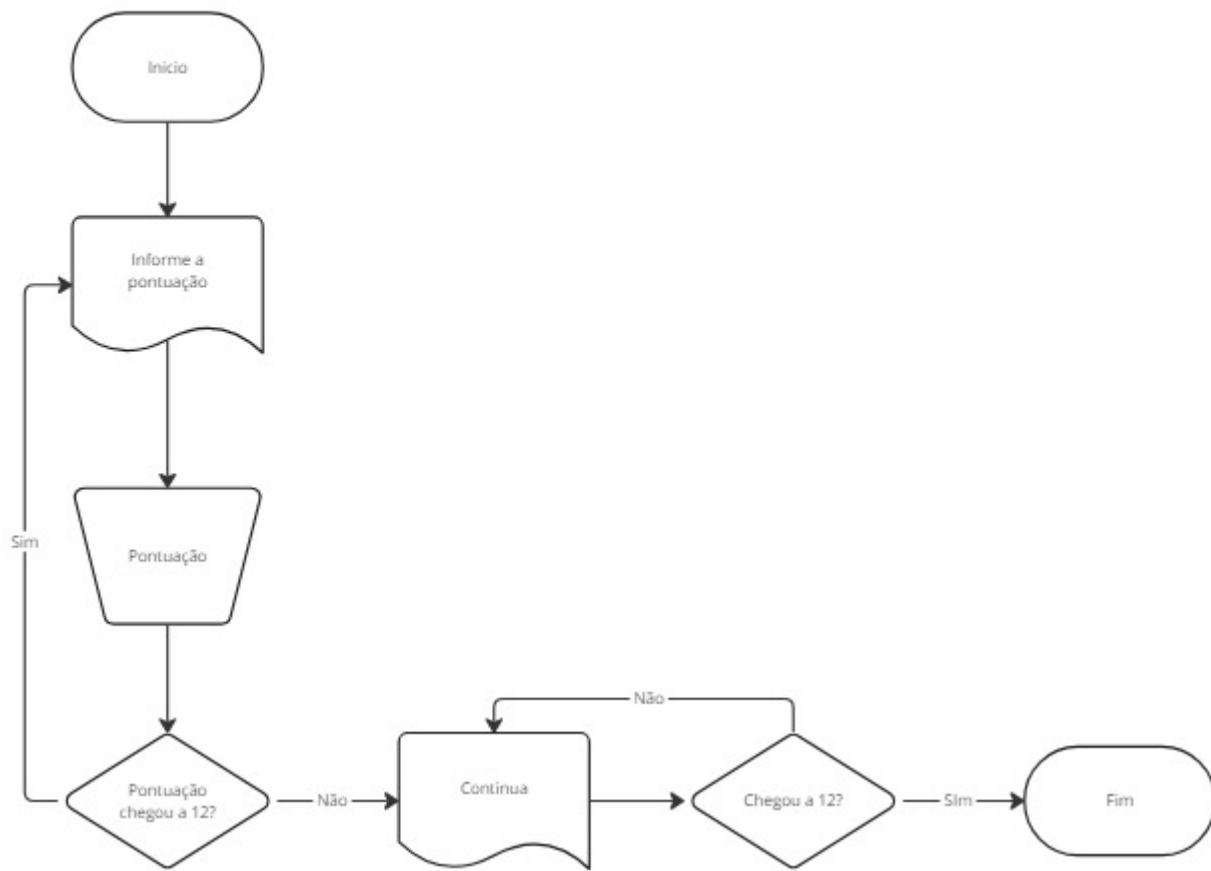 Inicio
Informe a
pontuação
Sim
Pontuação
Pontuação
chegou a 12?
Não
Continua
Não
Chegou a 12?
SIm
Fim